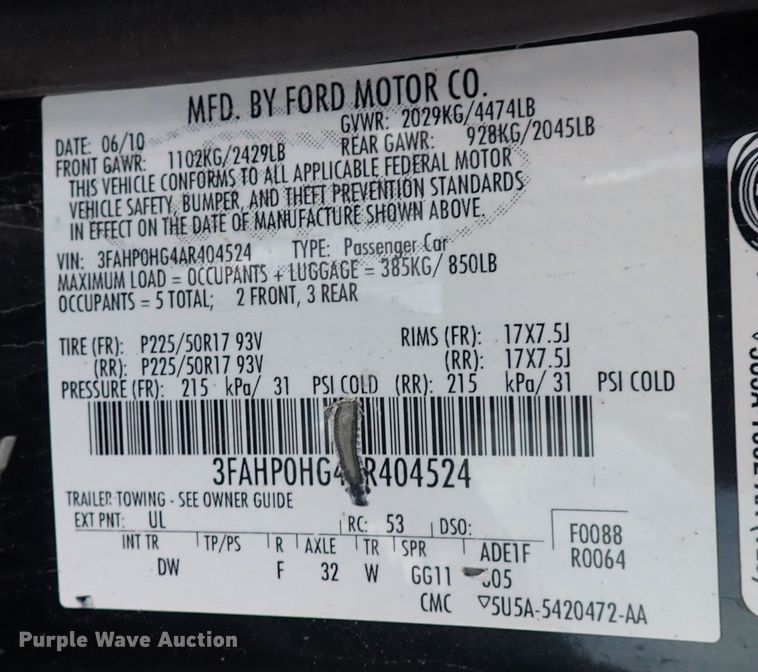 MFD. BY FORD MOTOR CO.
DATE: 06/10 GVWR: 2029KG/4474LB
FRONT GAWR: 1102KG/2429LB REAR GAWR: 928KG/2045LB
THIS VEHICLE CONFORMS TO ALL APPLICABLE FEDERAL MOTOR
VEHICLE SAFETY, BUMPER, AND THEFT PREVENTION STANDARDS
IN EFFECT ON THE DATE OF MANUFACTURE SHOWN ABOVE.
VIN: 3FAHP0HG4AR404524 TYPE: Passenger Car
MAXIMUM LOAD = OCCUPANTS + LUGGAGE = 385KG/ 850LB
OCCUPANTS = 5 TOTAL; 2 FRONT, 3 REAR
TIRE (FR): P225/50R17 93V RIMS (FR): 17X7.5J
(RR): P225/50R17 93V (RR): 17X7.5J
PRESSURE (FR): 215 kPa/ 31 PSI COLD (RR): 215 kPa/ 31 PSI COLD
3FAHP0HG4AR404524
TRAILER TOWING - SEE OWNER GUIDE
EXT PNT: UL RC: 53 DSO: F0088
INT TR TP/PS R AXLE TR SPR ADE1F R0064
DW F 32 W GG11
CMC ▽5U5A-5420472-AA
Purple Wave Auction